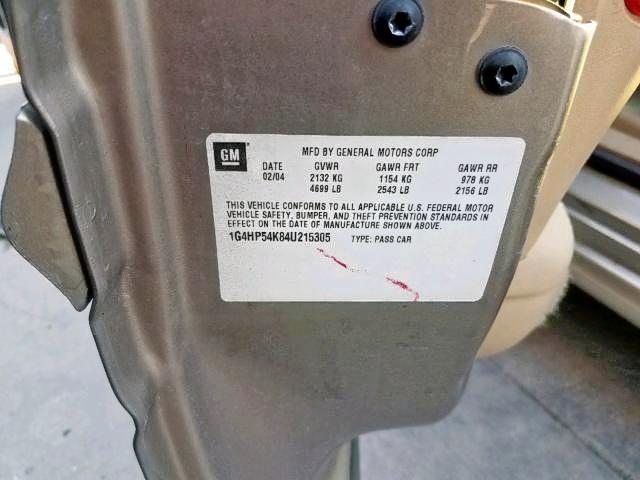 GM
MFD BY GENERAL MOTORS CORP
DATE GVWR GAWR FRT GAWR RR
02/04 2132 KG 1154 KG 978 KG
4699 LB 2543 LB 2156 LB
THIS VEHICLE CONFORMS TO ALL APPLICABLE U.S. FEDERAL MOTOR
VEHICLE SAFETY, BUMPER, AND THEFT PREVENTION STANDARDS IN
EFFECT ON THE DATE OF MANUFACTURE SHOWN ABOVE.
1G4HP54K84U215305 TYPE: PASS CAR